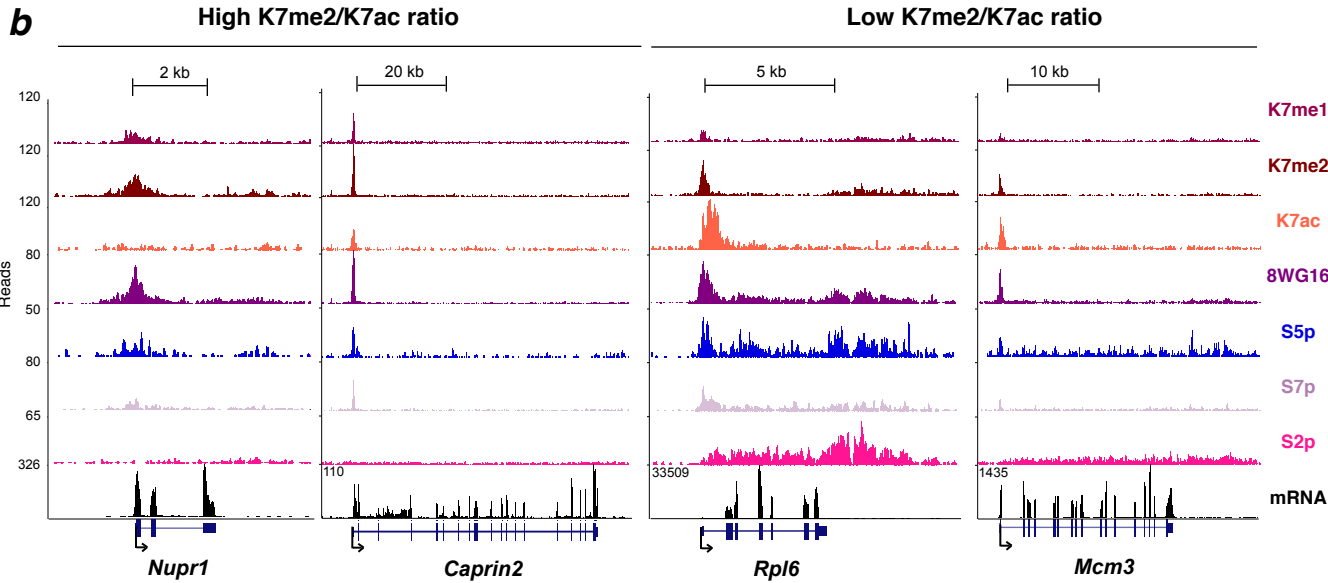 b
High K7me2/K7ac ratio
Low K7me2/K7ac ratio
2 kb
20 kb
5 kb
10 kb
120
K7me1
120
K7me2
120
K7ac
80
8WG16
Reads
50
S5p
80
S7p
65
S2p
326
110
33509
1435
mRNA
Nupr1
Caprin2
Rpl6
Mcm3